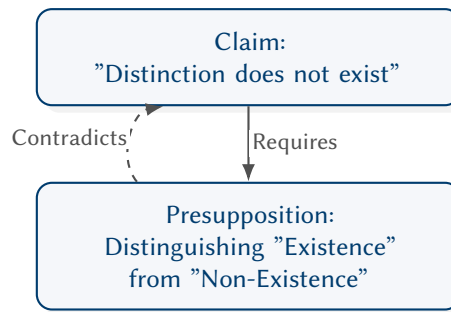 Claim:
”Distinction does not exist”
Contradicts
Requires
Presupposition:
Distinguishing ”Existence”
from ”Non-Existence”